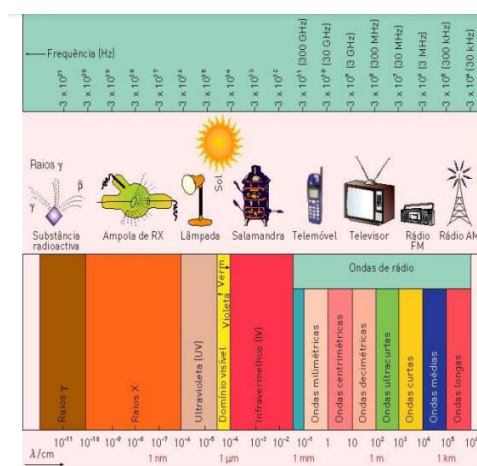 Frequência (Hz)
3 x 10²¹
3 x 10²⁰
3 x 10¹⁹
3 x 10¹⁸
3 x 10¹⁷
3 x 10¹⁶
3 x 10¹⁵
3 x 10¹⁴
3 x 10¹³
3 x 10¹²
3 x 10¹¹ (300 GHz)
3 x 10¹⁰ (30 GHz)
3 x 10⁹ (3 GHz)
3 x 10⁸ (300 MHz)
3 x 10⁷ (30 MHz)
3 x 10⁶ (3 MHz)
3 x 10⁵ (300 kHz)
3 x 10⁴ (30 kHz)
Raios γ
β
γ
Sol
Substância
radioactiva
Ampola de RX
Lâmpada
Salamandra
Telemóvel
Televisor
Rádio
FM
Rádio AM
Raios γ
Raios X
Ultravioleta (UV)
Violeta
Verm
Domínio visível
Infravermelhos (IV)
Ondas de rádio
Ondas milimétricas
Ondas centrimétricas
Ondas decimétricas
Ondas ultracurtas
Ondas curtas
Ondas médias
Ondas longas
10⁻¹¹ 10⁻¹⁰ 10⁻⁹ 10⁻⁸ 10⁻⁷ 10⁻⁶ 10⁻⁵ 10⁻⁴ 10⁻³ 10⁻² 10⁻¹ 1 10 10² 10³ 10⁴ 10⁵ 10⁶
λ/cm
1 nm 1 μm 1 mm 1 m 1 km